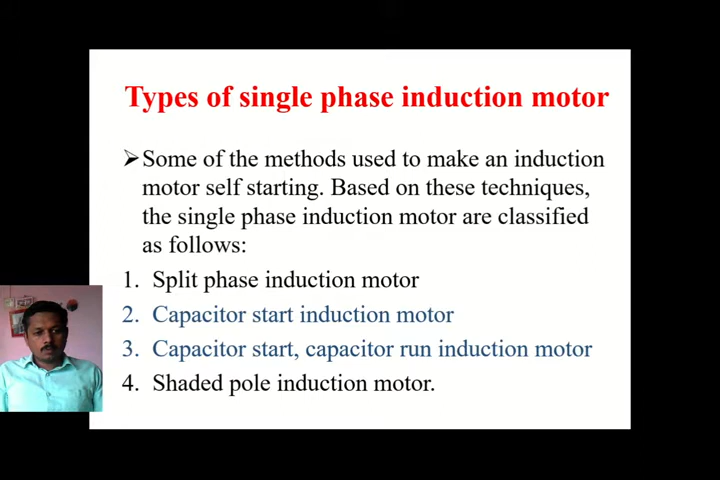 Types of single phase induction motor
➢Some of the methods used to make an induction
motor self starting. Based on these techniques,
the single phase induction motor are classified
as follows:
1. Split phase induction motor
2. Capacitor start induction motor
3. Capacitor start, capacitor run induction motor
4. Shaded pole induction motor.